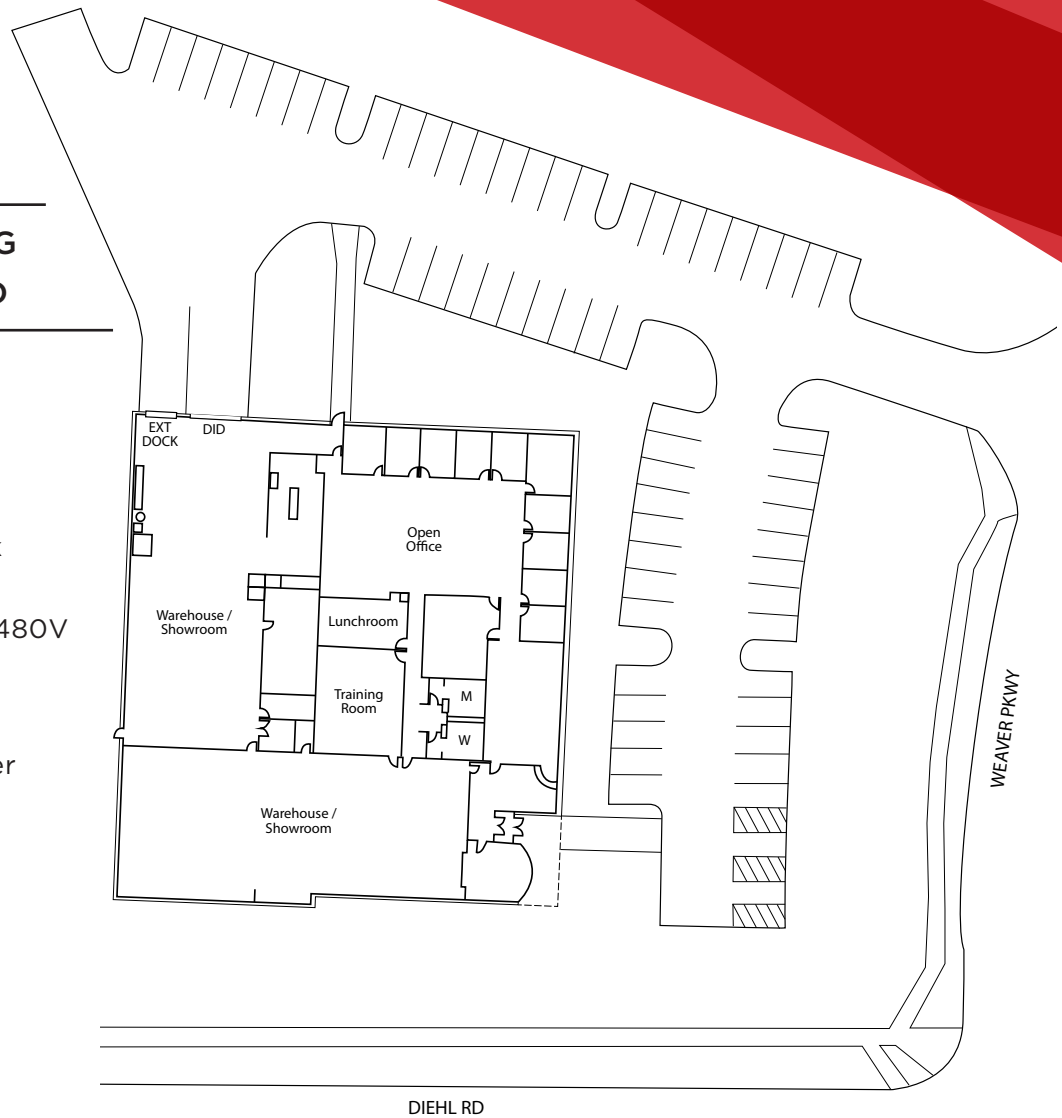 G
480V
er
EXT
DOCK
DID
Open
Office
Warehouse /
Showroom
Lunchroom
Training
Room
M
W
Warehouse /
Showroom
WEAVER PKWY
DIEHL RD